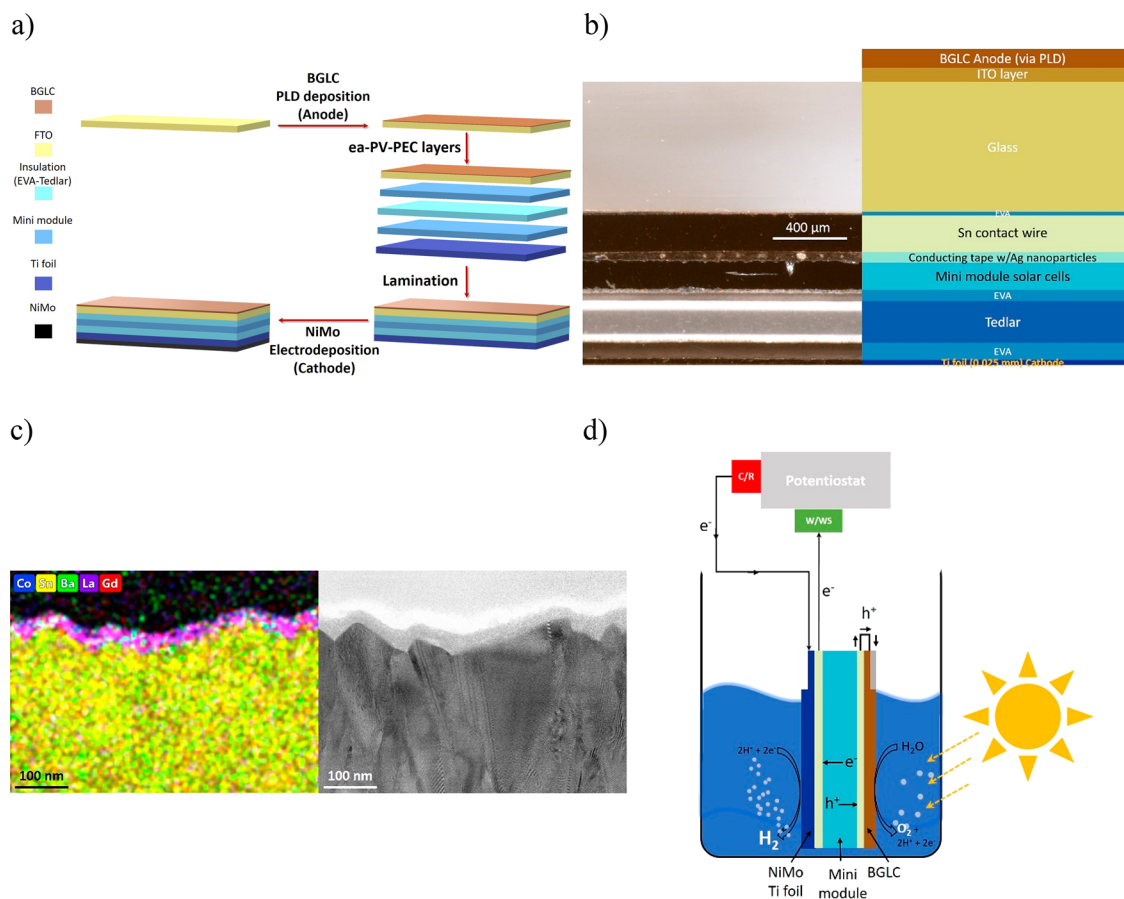 a)
BGLC
FTO
Insulation
(EVA-Tedlar)
Mini module
Ti foil
NiMo
BGLC
PLD deposition
(Anode)
ea-PV-PEC layers
Lamination
NiMo
Electrodeposition
(Cathode)
b)
400 µm
BGLC Anode (via PLD)
ITO layer
Glass
EVA
Sn contact wire
Conducting tape w/Ag nanoparticles
Mini module solar cells
EVA
Tedlar
EVA
Ti foil (0.025 mm) Cathode
c)
Co Sn Ba La Gd
100 nm
100 nm
d)
C/R
Potentiostat
W/WS
e-
e-
h+
2H+ + 2e-
H2
e-
h+
H2O
O2 +
2H+ + 2e-
NiMo
Ti foil
Mini
module
BGLC